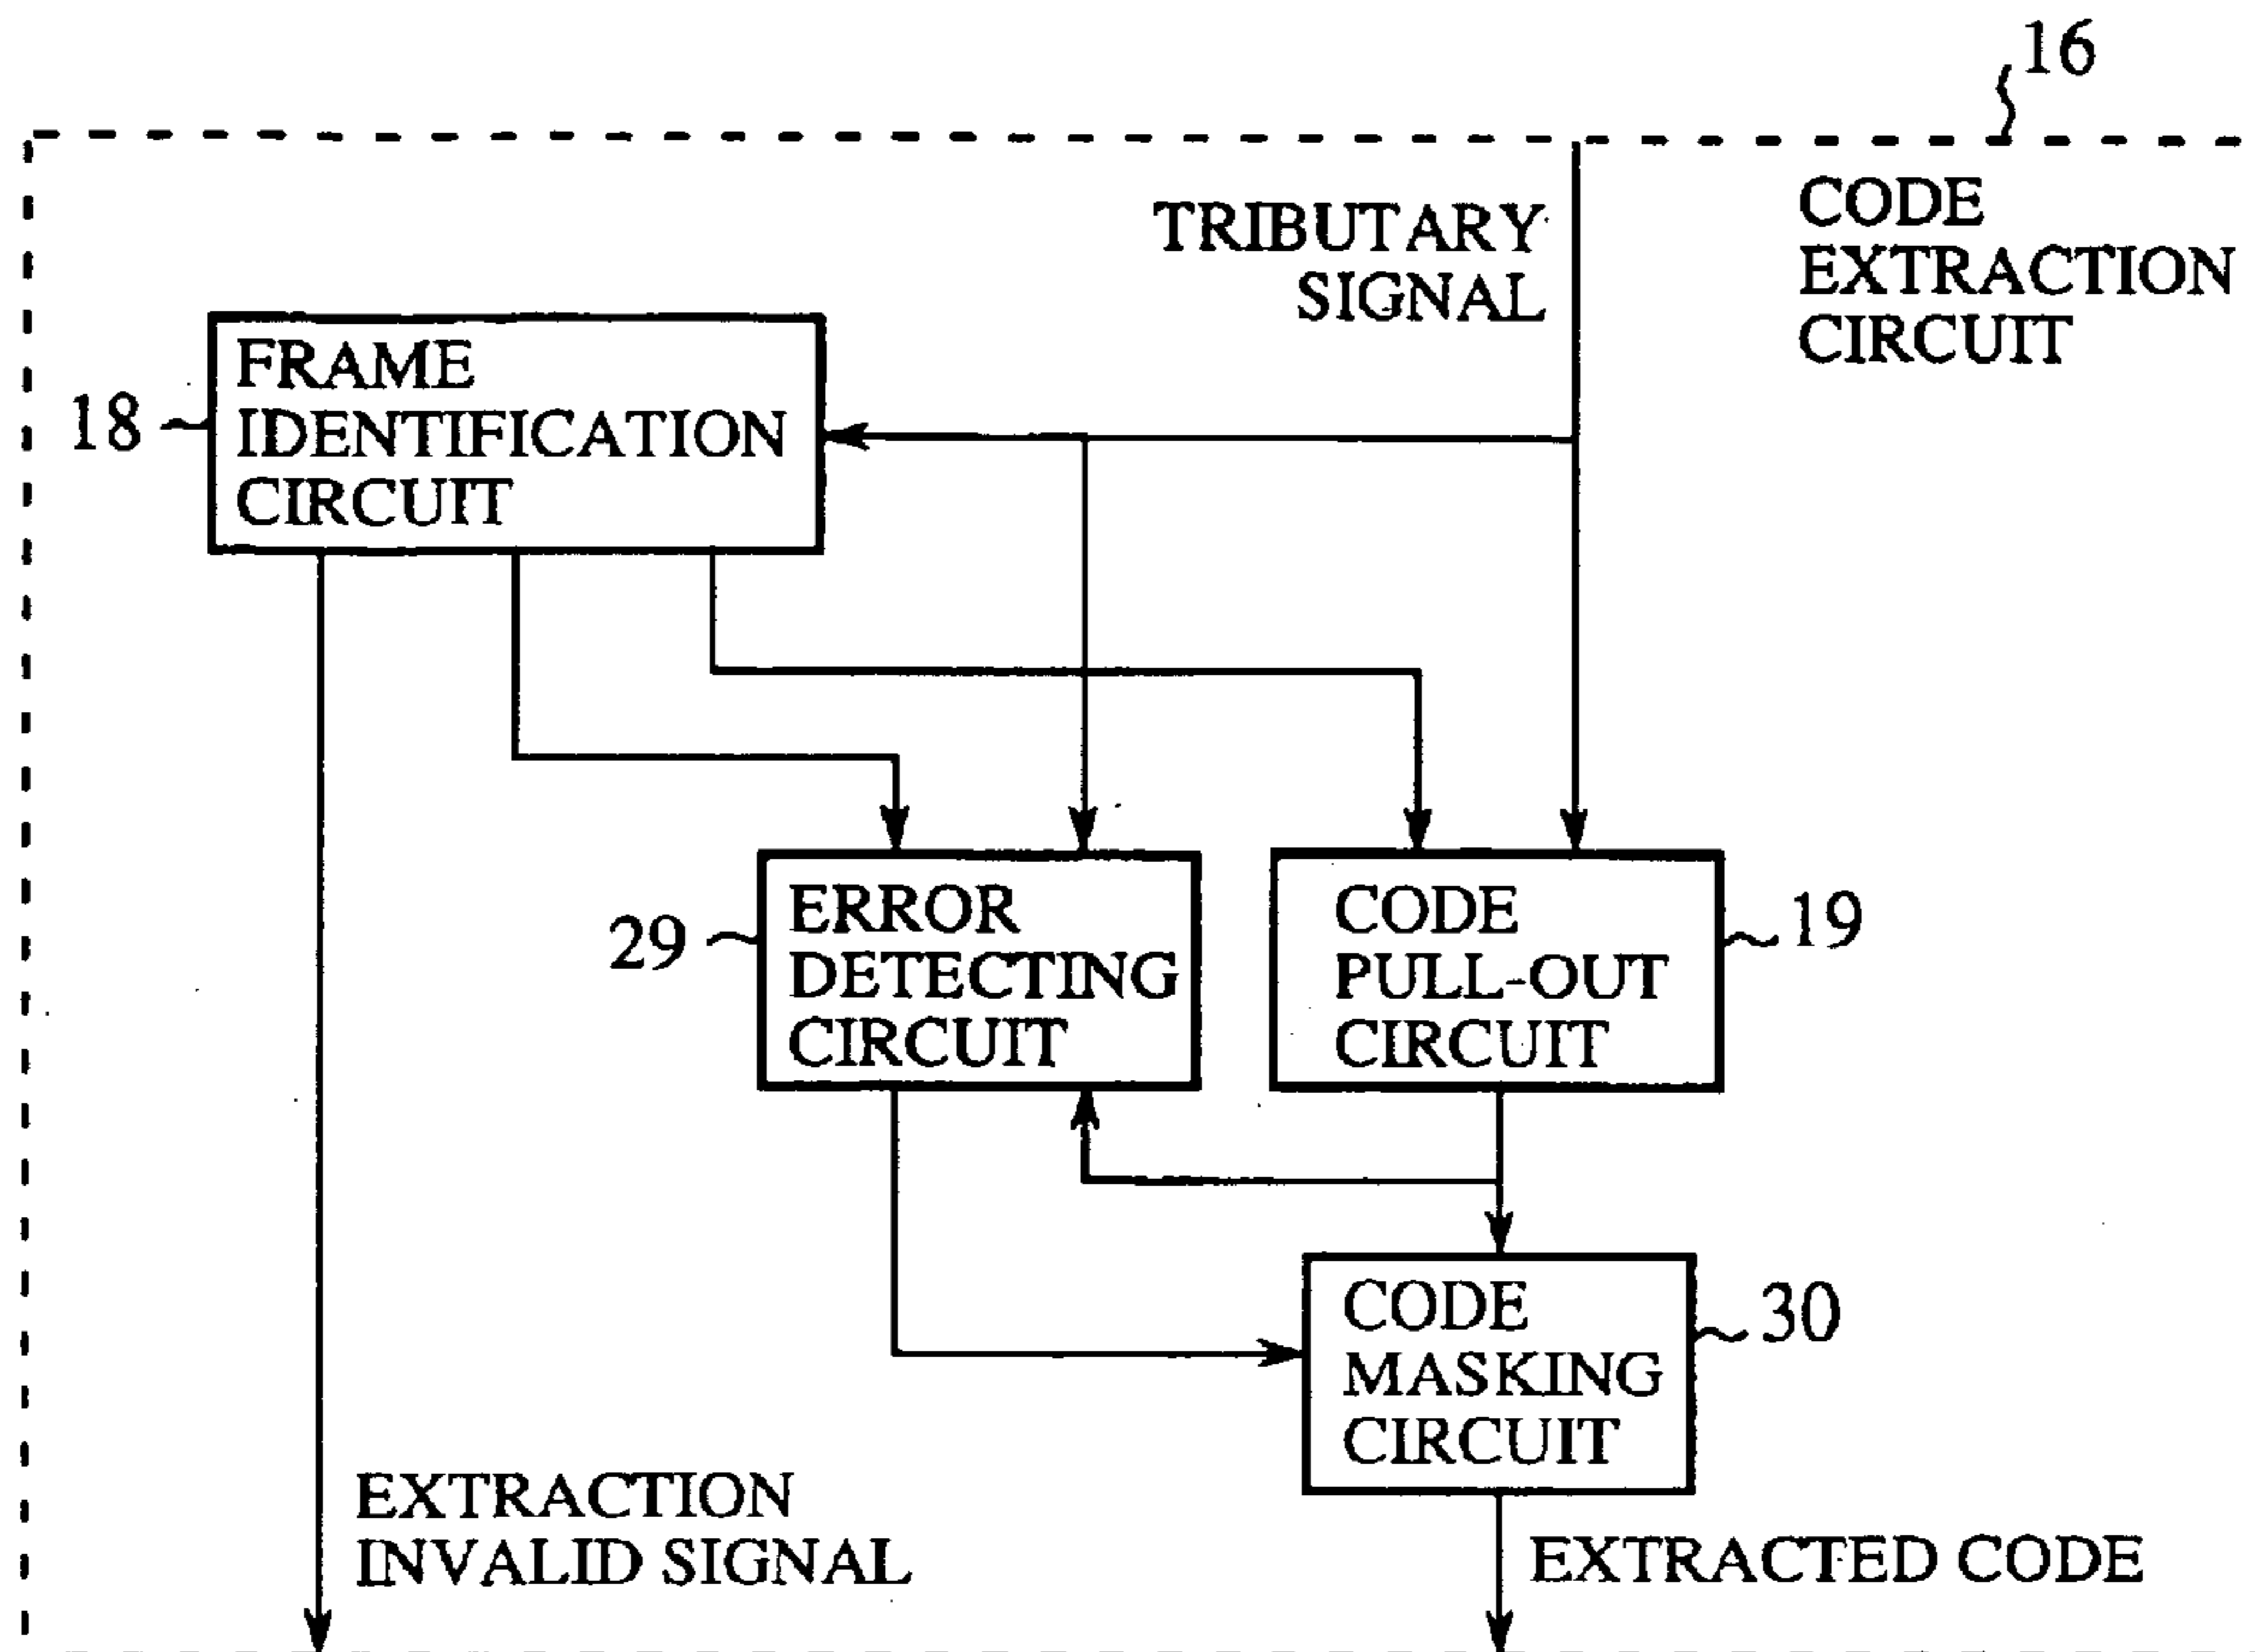 16
CODE
EXTRACTION
CIRCUIT
TRIBUTARY
SIGNAL
18
FRAME
IDENTIFICATION
CIRCUIT
29
ERROR
DETECTING
CIRCUIT
CODE
PULL-OUT
CIRCUIT
19
CODE
MASKING
CIRCUIT
30
EXTRACTION
INVALID SIGNAL
EXTRACTED CODE